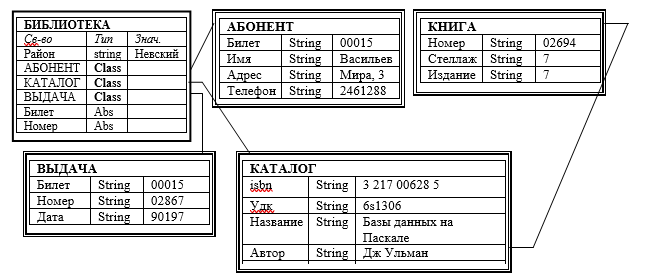 БИБЛИОТЕКА
Св-во Тип Знач.
Район string Невский
АБОНЕНТ Class
КАТАЛОГ Class
ВЫДАЧА Class
Билет Abs
Номер Abs
АБОНЕНТ
Билет String 00015
Имя String Васильев
Адрес String Мира, 3
Телефон String 2461288
КНИГА
Номер String 02694
Стеллаж String 7
Издание String 7
ВЫДАЧА
Билет String 00015
Номер String 02867
Дата String 90197
КАТАЛОГ
isbn String 3 217 00628 5
Удк String 6s1306
Название String Базы данных на
Паскале
Автор String Дж Ульман